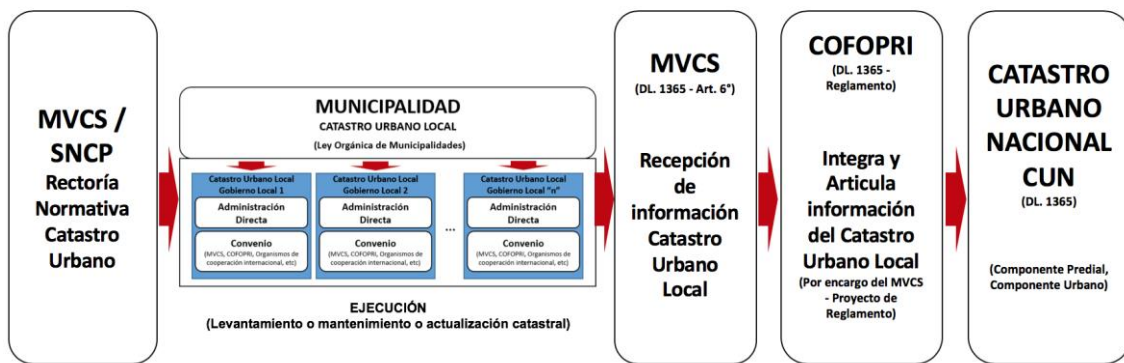 MVCS /
SNCP
Rectoría
Normativa
Catastro
Urbano
MUNICIPALIDAD
CATASTRO URBANO LOCAL
(Ley Orgánica de Municipalidades)
Catastro Urbano Local
Gobierno Local 1
Administración
Directa
Convenio
(MVCS, COFOPRI, Organismos de
cooperación internacional, etc)
Catastro Urbano Local
Gobierno Local 2
Administración
Directa
Convenio
(MVCS, COFOPRI, Organismos de
cooperación internacional, etc)
...
Catastro Urbano Local
Gobierno Local "n"
Administración
Directa
Convenio
(MVCS, COFOPRI, Organismos de
cooperación internacional, etc)
EJECUCIÓN
(Levantamiento o mantenimiento o actualización catastral)
MVCS
(DL. 1365 - Art. 6°)
Recepción
de
información
Catastro
Urbano
Local
COFOPRI
(DL. 1365 -
Reglamento)
Integra y
Articula
información
del Catastro
Urbano Local
(Por encargo del MVCS
- Proyecto de
Reglamento)
CATASTRO
URBANO
NACIONAL
CUN
(DL. 1365)
(Componente Predial,
Componente Urbano)